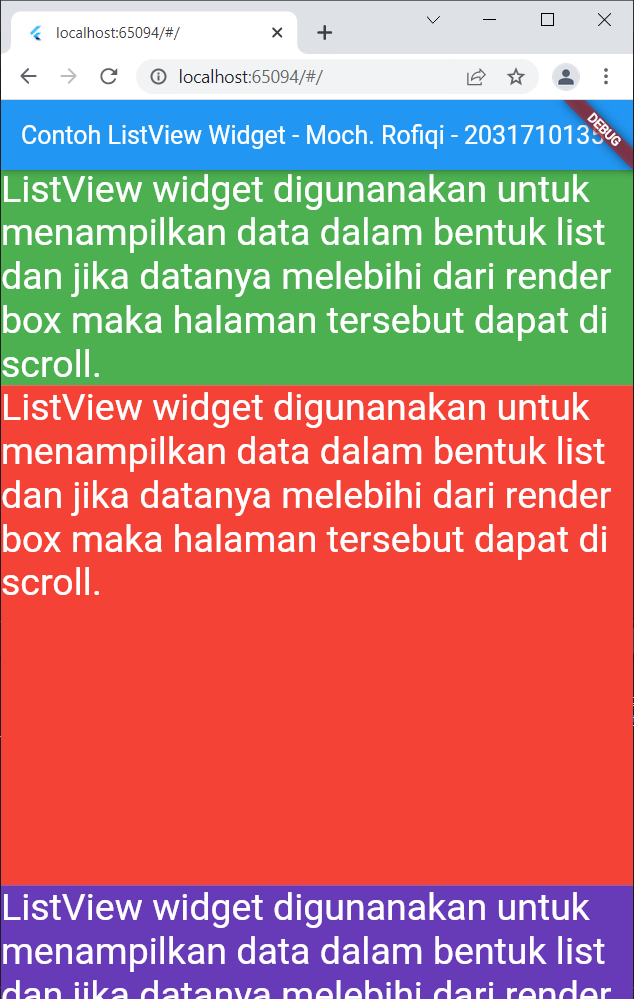 localhost:65094/#/
localhost:65094/#/
Contoh ListView Widget - Moch. Rofiqi - 2031710135
DEBUG
ListView widget digunanakan untuk
menampilkan data dalam bentuk list
dan jika datanya melebihi dari render
box maka halaman tersebut dapat di
scroll.
ListView widget digunanakan untuk
menampilkan data dalam bentuk list
dan jika datanya melebihi dari render
box maka halaman tersebut dapat di
scroll.
ListView widget digunanakan untuk
menampilkan data dalam bentuk list
dan jika datanya melebihi dari render